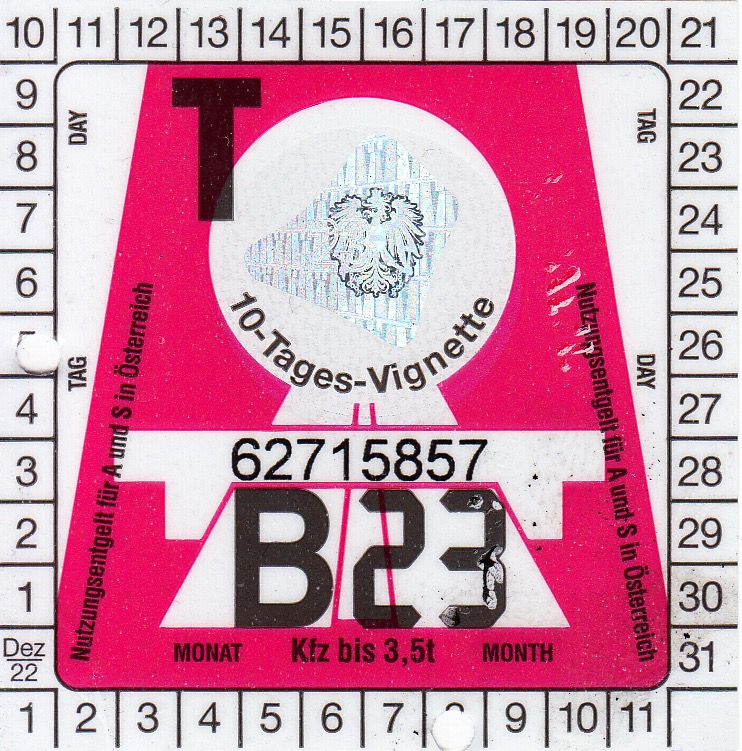 10 11 12 13 14 15 16 17 18 19 20 21
9 DAY T TAG 22
8 23
7 24
6 25
10-Tages-Vignette
TAG DAY 26
4 27
Nutzungsentgelt für A und S in Österreich
Nutzungsentgelt für A und S in Österreich
62715857
3 28
2 B23 29
1 30
Dez
22
MONAT Kfz bis 3,5t MONTH 31
1 2 3 4 5 6 7 9 10 11